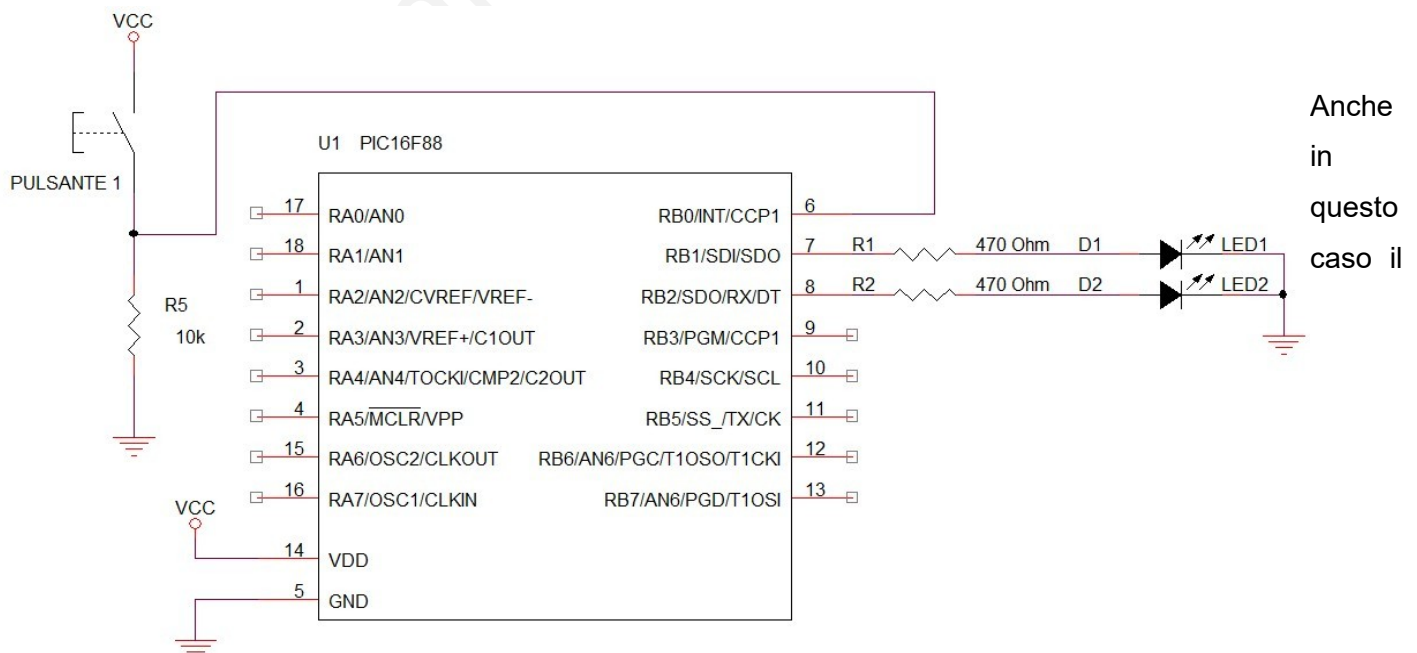 VCC
Anche
in
questo
caso il
PULSANTE 1
R5
10k
U1 PIC16F88
17 RA0/AN0 RB0/INT/CCP1 6
18 RA1/AN1 RB1/SDI/SDO 7 R1 470 Ohm D1 LED1
1 RA2/AN2/CVREF/VREF- RB2/SDO/RX/DT 8 R2 470 Ohm D2 LED2
2 RA3/AN3/VREF+/C1OUT RB3/PGM/CCP1 9
3 RA4/AN4/TOCKI/CMP2/C2OUT RB4/SCK/SCL 10
4 RA5/MCLR/VPP RB5/SS_/TX/CK 11
15 RA6/OSC2/CLKOUT RB6/AN6/PGC/T1OSO/T1CKI 12
16 RA7/OSC1/CLKIN RB7/AN6/PGD/T1OSI 13
VCC
14 VDD
5 GND